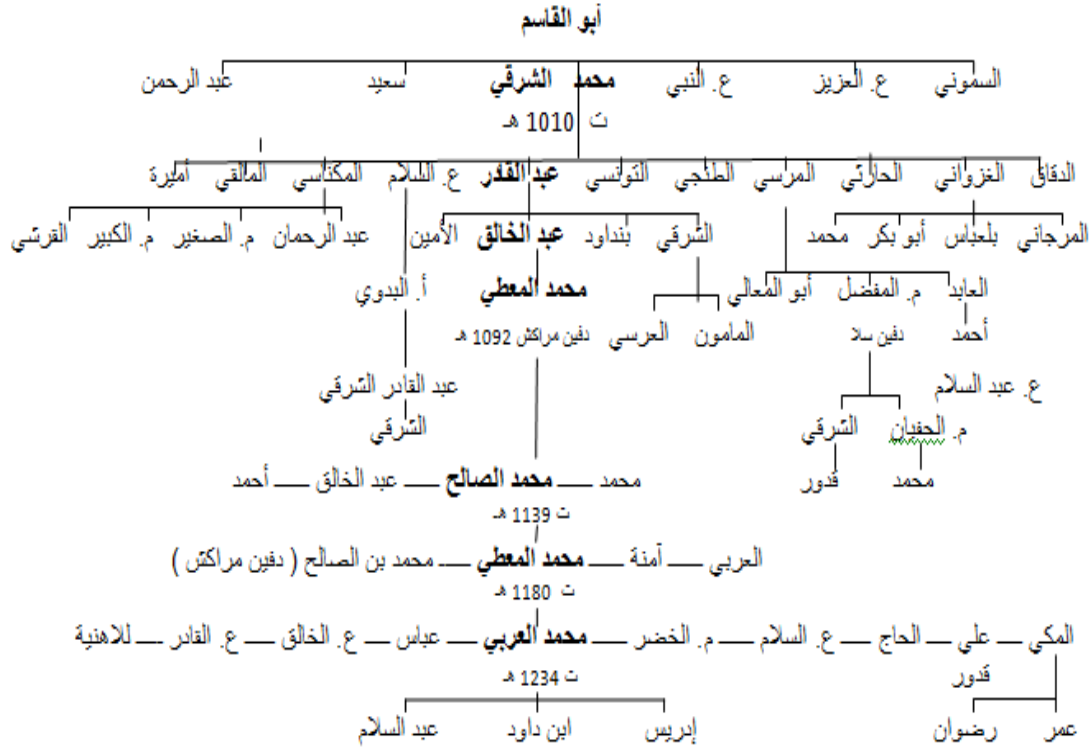 أبو القاسم
السموني ع. العزيز ع. النبي محمد الشرقي سعيد عبد الرحمن
ت 1010 هـ
الدقاق الغزواني الحارثي المرسي الطنجي التونسي عبد القادر ع. السلام المكناسي المالقي أميرة
المرجاني بلعباس أبو بكر محمد الشرقي بنداود عبد الخالق الأمين عبد الرحمان م. الصغير م. الكبير القرشي
العابد م. المفضل أبو المعالي محمد المعطي أ. البدوي
أحمد دفين سلا المامون العرسي دفين مراكش 1092 هـ
ع. عبد السلام عبد القادر الشرقي
م. الحفيان الشرقي الشرقي
محمد قدور
محمد — محمد الصالح — عبد الخالق — أحمد
ت 1139 هـ
العربي — آمنة — محمد المعطي — محمد بن الصالح ( دفين مراكش )
ت 1180 هـ
المكي — علي — الحاج — ع. السلام — م. الخضر — محمد العربي — عباس — ع. الخالق — ع. القادر — للاهنية
قدور ت 1234 هـ
عمر رضوان إدريس ابن داود عبد السلام